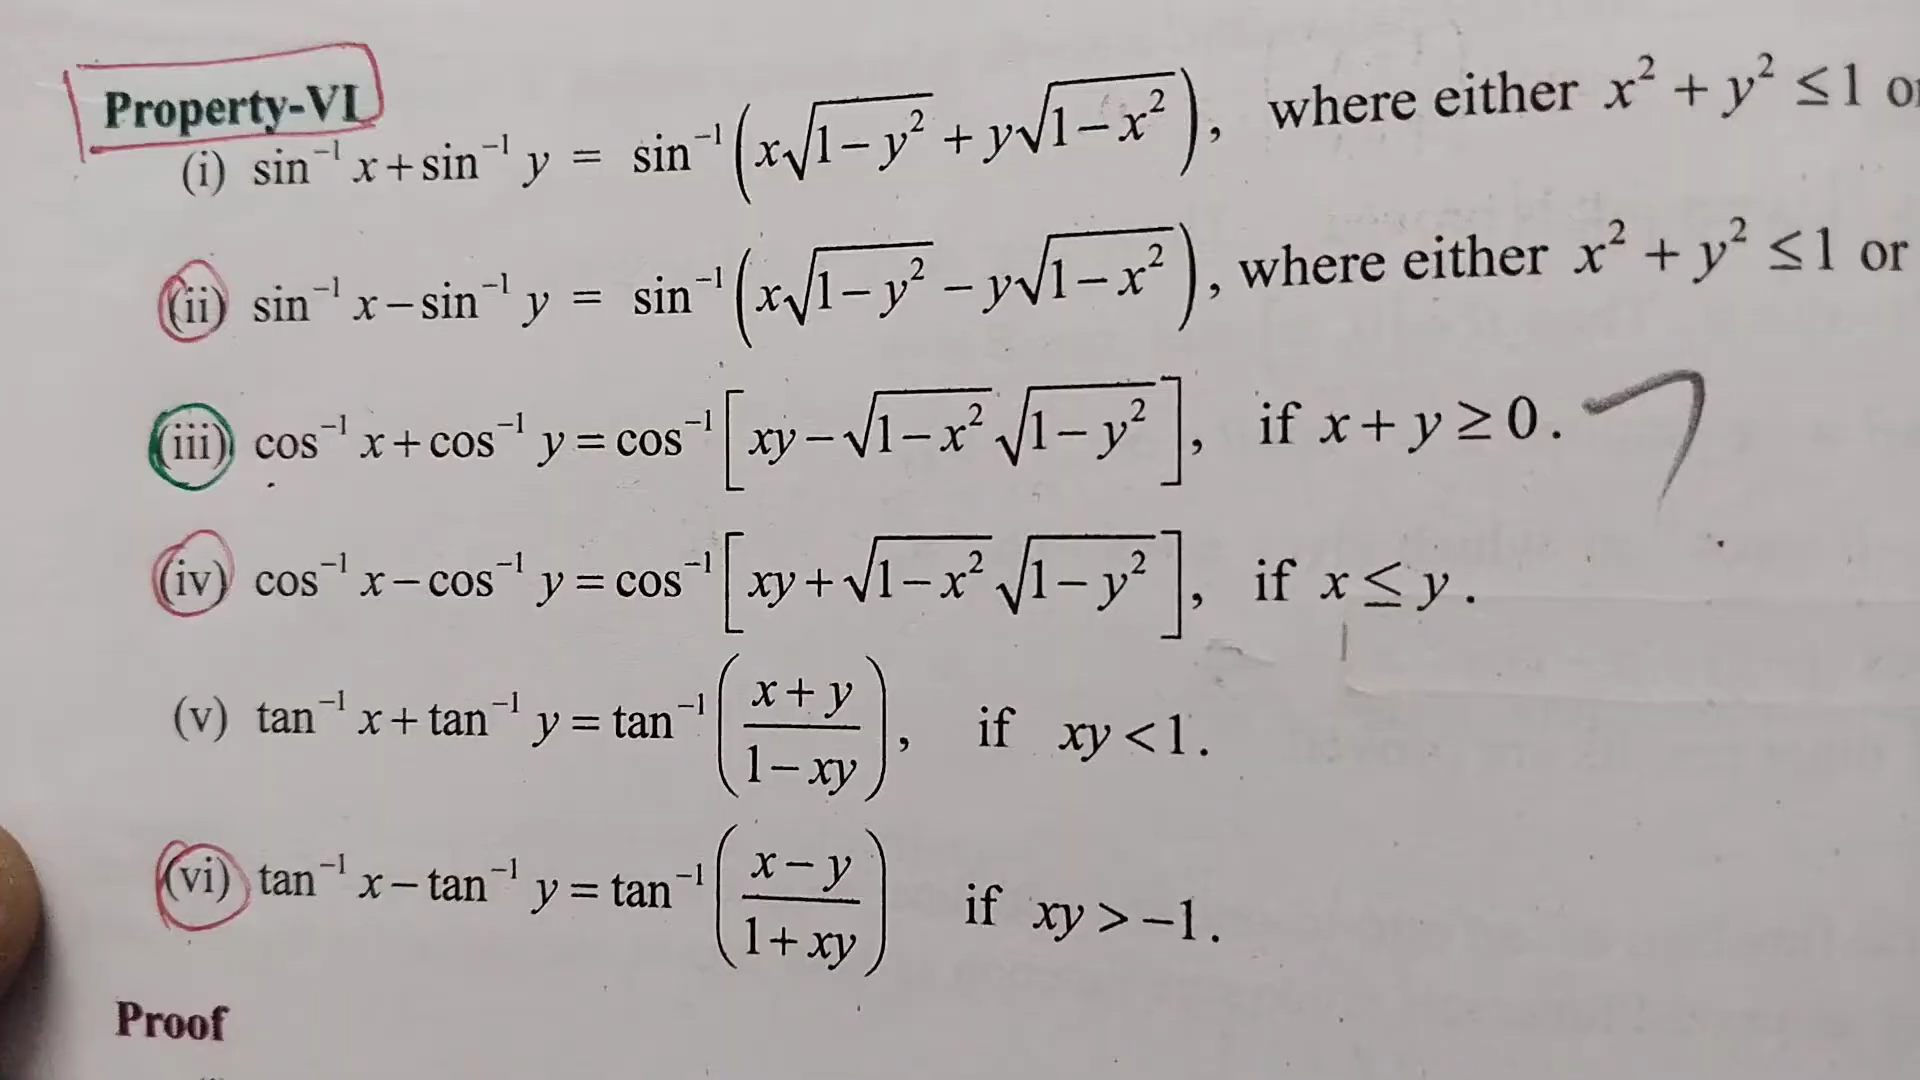 Property-VI
(i) sin⁻¹ x + sin⁻¹ y = sin⁻¹ (x√(1−y²) + y√(1−x²)), where either x² + y² ≤ 1 or
(ii) sin⁻¹ x − sin⁻¹ y = sin⁻¹ (x√(1−y²) − y√(1−x²)), where either x² + y² ≤ 1 or
(iii) cos⁻¹ x + cos⁻¹ y = cos⁻¹ [xy − √(1−x²) √(1−y²)], if x + y ≥ 0.
(iv) cos⁻¹ x − cos⁻¹ y = cos⁻¹ [xy + √(1−x²) √(1−y²)], if x ≤ y.
(v) tan⁻¹ x + tan⁻¹ y = tan⁻¹ ((x+y)/(1−xy)), if xy < 1.
(vi) tan⁻¹ x − tan⁻¹ y = tan⁻¹ ((x−y)/(1+xy)) if xy > −1.
Proof